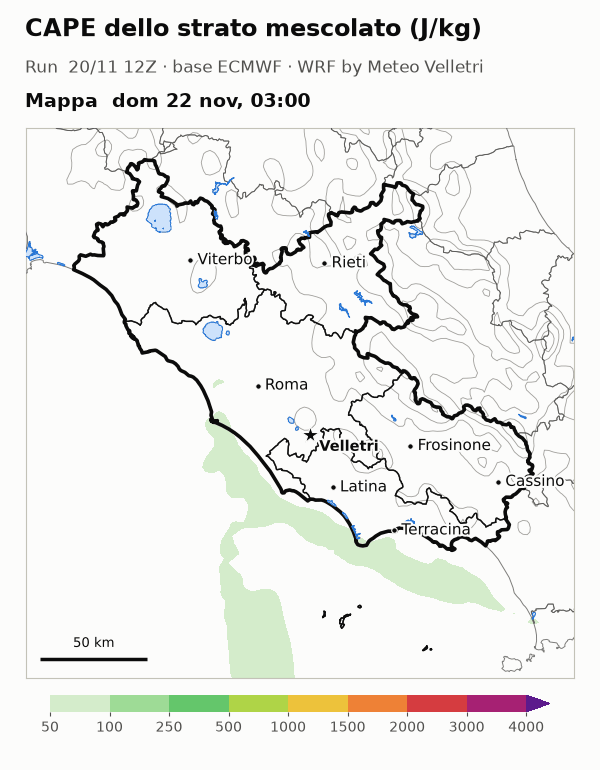 CAPE dello strato mescolato (J/kg)
Run  20/11 12Z · base ECMWF · WRF by Meteo Velletri
Mappa  dom 22 nov, 03:00
Viterbo
Rieti
Roma
Velletri
Frosinone
Cassino
Latina
Terracina
50 km
50 100 250 500 1000 1500 2000 3000 4000